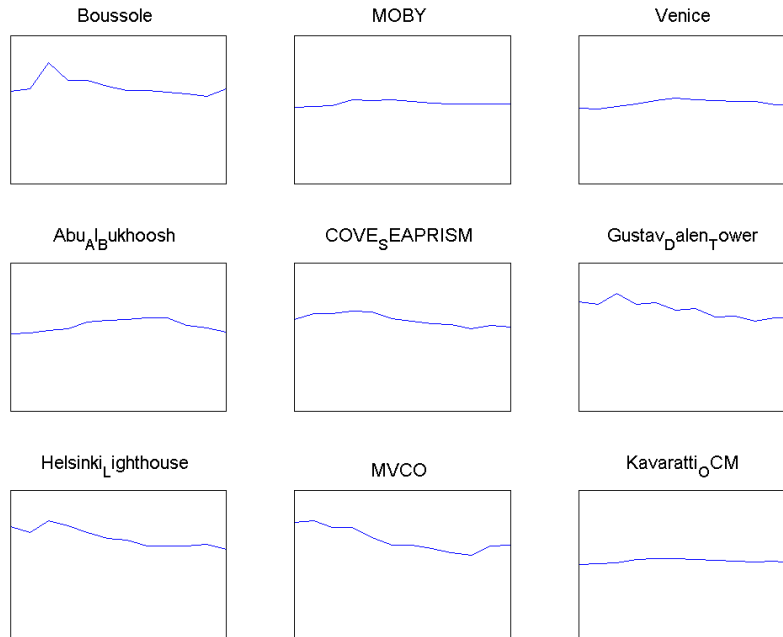 Boussole
MOBY
Venice
Abu_Al_Bukhoosh
COVE_SEAPRISM
Gustav_Dalen_Tower
Helsinki_Lighthouse
MVCO
Kavaratti_OCM